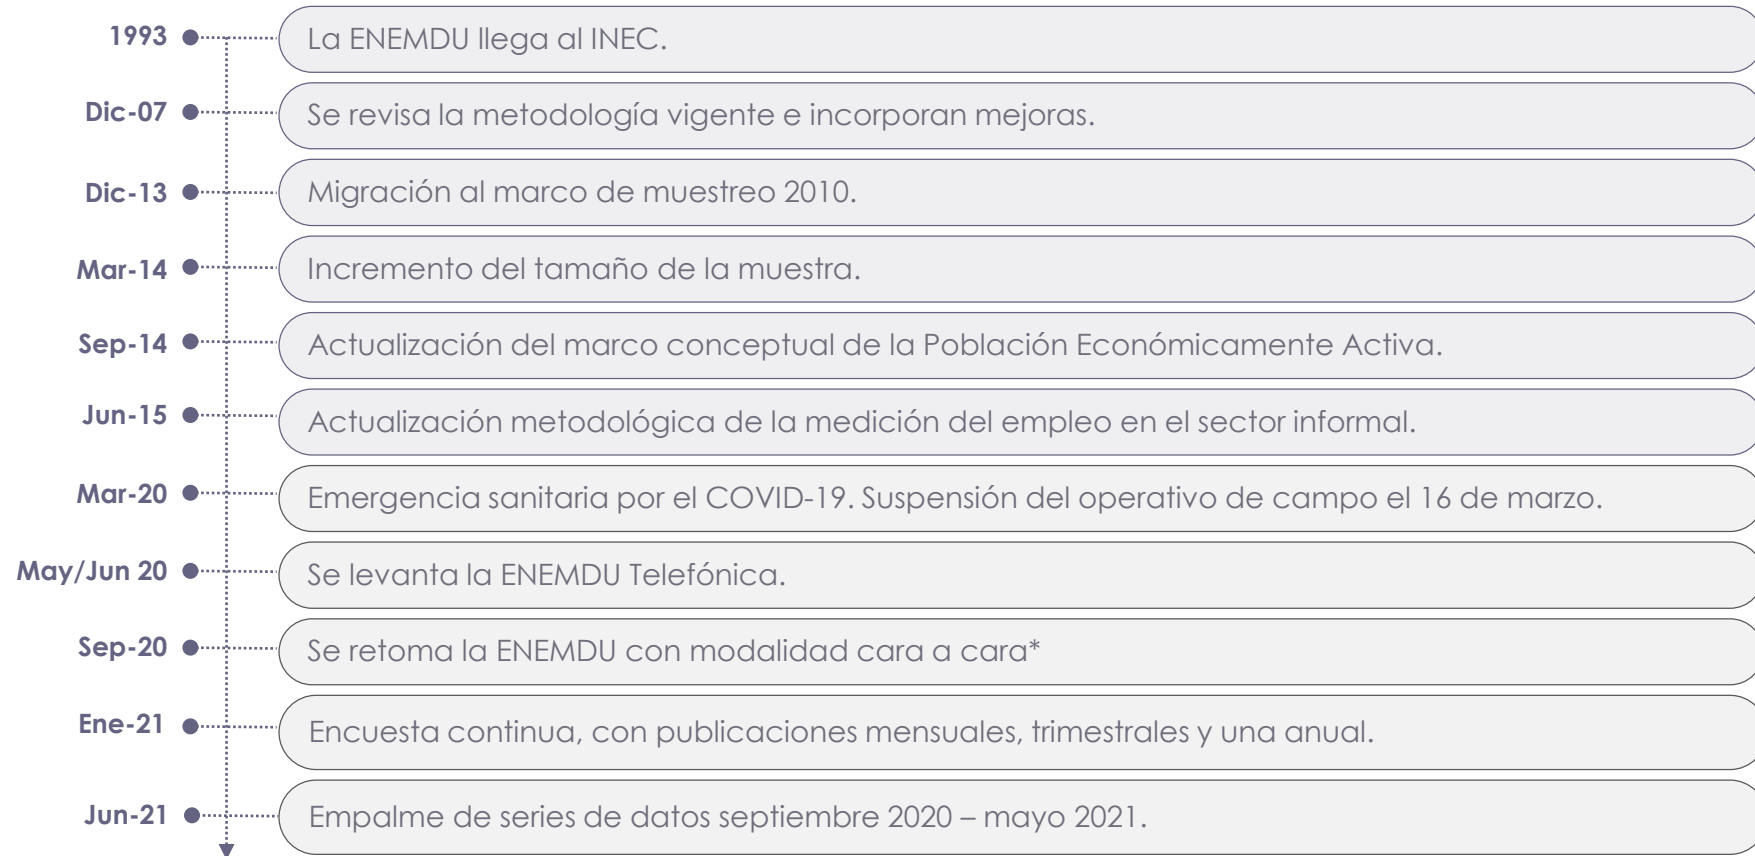 1993 La ENEMDU llega al INEC.
Dic-07 Se revisa la metodología vigente e incorporan mejoras.
Dic-13 Migración al marco de muestreo 2010.
Mar-14 Incremento del tamaño de la muestra.
Sep-14 Actualización del marco conceptual de la Población Económicamente Activa.
Jun-15 Actualización metodológica de la medición del empleo en el sector informal.
Mar-20 Emergencia sanitaria por el COVID-19. Suspensión del operativo de campo el 16 de marzo.
May/Jun 20 Se levanta la ENEMDU Telefónica.
Sep-20 Se retoma la ENEMDU con modalidad cara a cara*
Ene-21 Encuesta continua, con publicaciones mensuales, trimestrales y una anual.
Jun-21 Empalme de series de datos septiembre 2020 – mayo 2021.